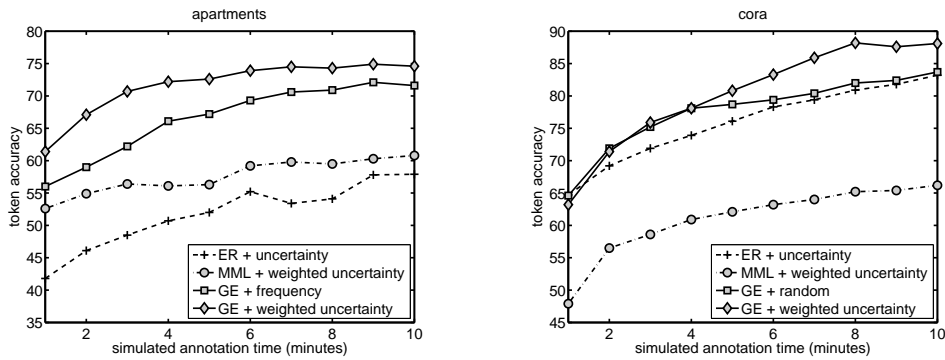 apartments
80
75
70
65
60
55
50
45
40
35
token accuracy
2
4
6
8
10
simulated annotation time (minutes)
ER + uncertainty
MML + weighted uncertainty
GE + frequency
GE + weighted uncertainty
cora
90
85
80
75
70
65
60
55
50
45
token accuracy
2
4
6
8
10
simulated annotation time (minutes)
ER + uncertainty
MML + weighted uncertainty
GE + random
GE + weighted uncertainty